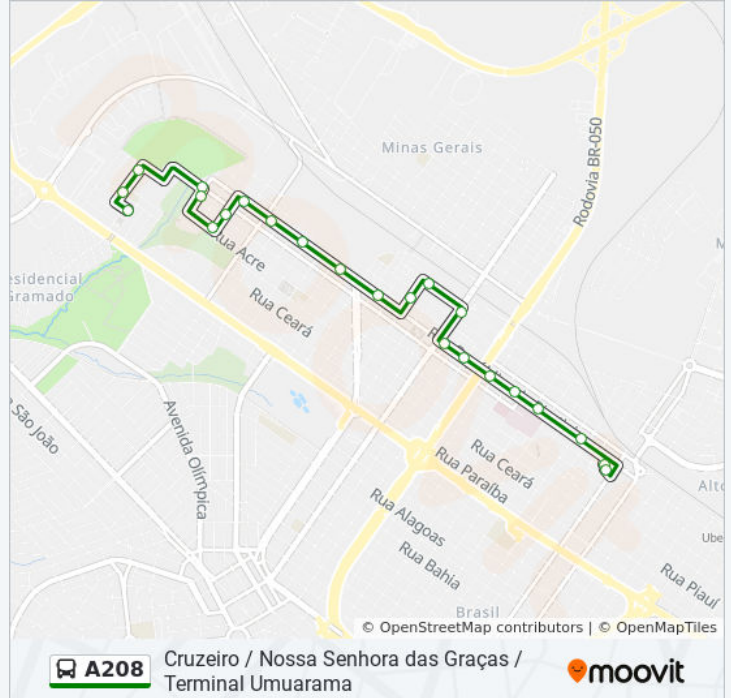 Minas Gerais
Rodovia BR-050
Rua Acre
esidencial
Gramado
Rua Ceará
São João
Avenida Olímpica
Rua Ceará
Rua Paraíba
Alto
Rua Alagoas
Ube
Rua Bahia
Rua Piauí
Brasil
© OpenStreetMap contributors | © OpenMapTiles
A208
Cruzeiro / Nossa Senhora das Graças /
Terminal Umuarama
moovit